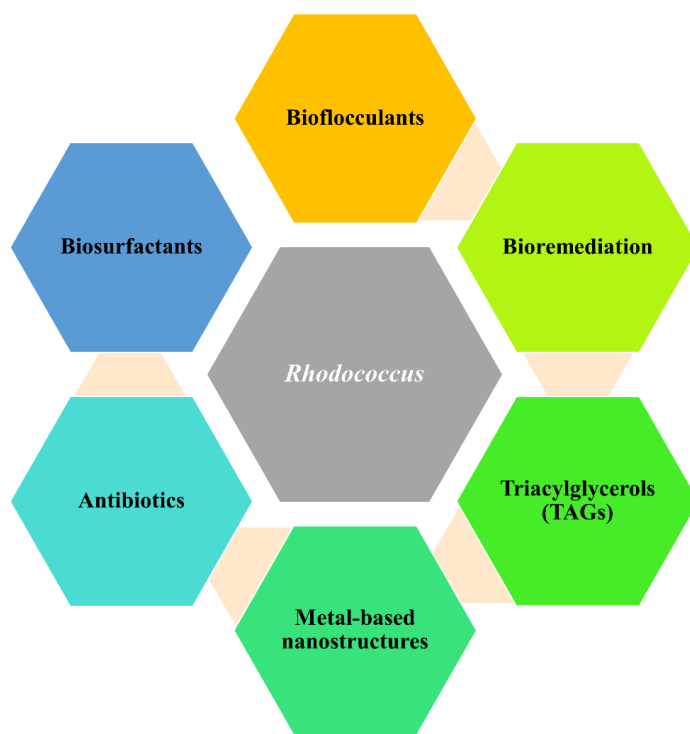 Bioflocculants
Biosurfactants
Bioremediation
Rhodococcus
Antibiotics
Triacylglycerols
(TAGs)
Metal-based
nanostructures